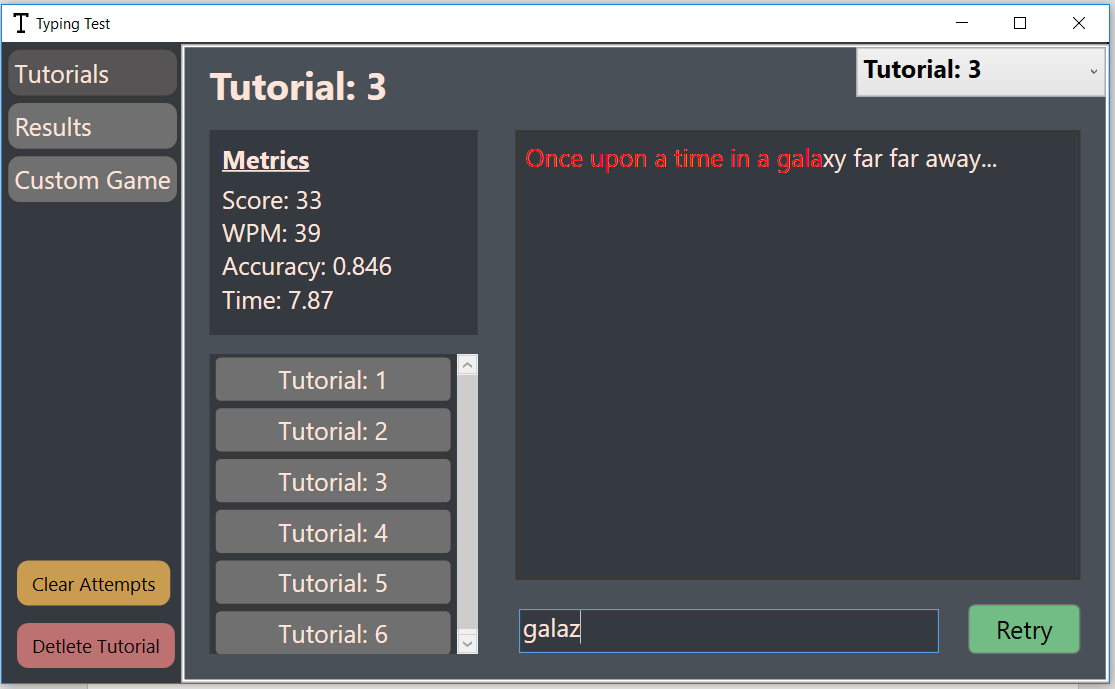 Typing Test
Tutorials
Results
Custom Game
Clear Attempts
Detlete Tutorial
Tutorial: 3
Tutorial: 3
Metrics
Score: 33
WPM: 39
Accuracy: 0.846
Time: 7.87
Tutorial: 1
Tutorial: 2
Tutorial: 3
Tutorial: 4
Tutorial: 5
Tutorial: 6
Once upon a time in a galaxy far far away...
galaz
Retry